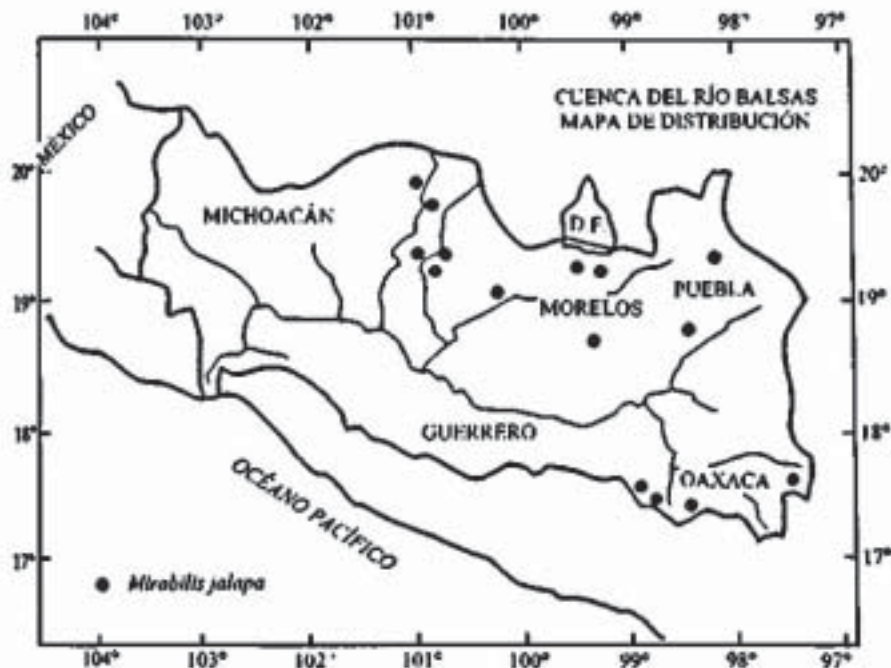 104° 103° 102° 101° 100° 99° 98° 97°
CUENCA DEL RÍO BALSAS
MAPA DE DISTRIBUCIÓN
MÉXICO
20° 20°
D.F.
MICHOACÁN
PUEBLA
19° 19°
MORELOS
18° 18°
GUERRERO
OAXACA
OCÉANO PACÍFICO
17° 17°
Mirabilis jalapa
104° 103° 102° 101° 100° 99° 98° 97°